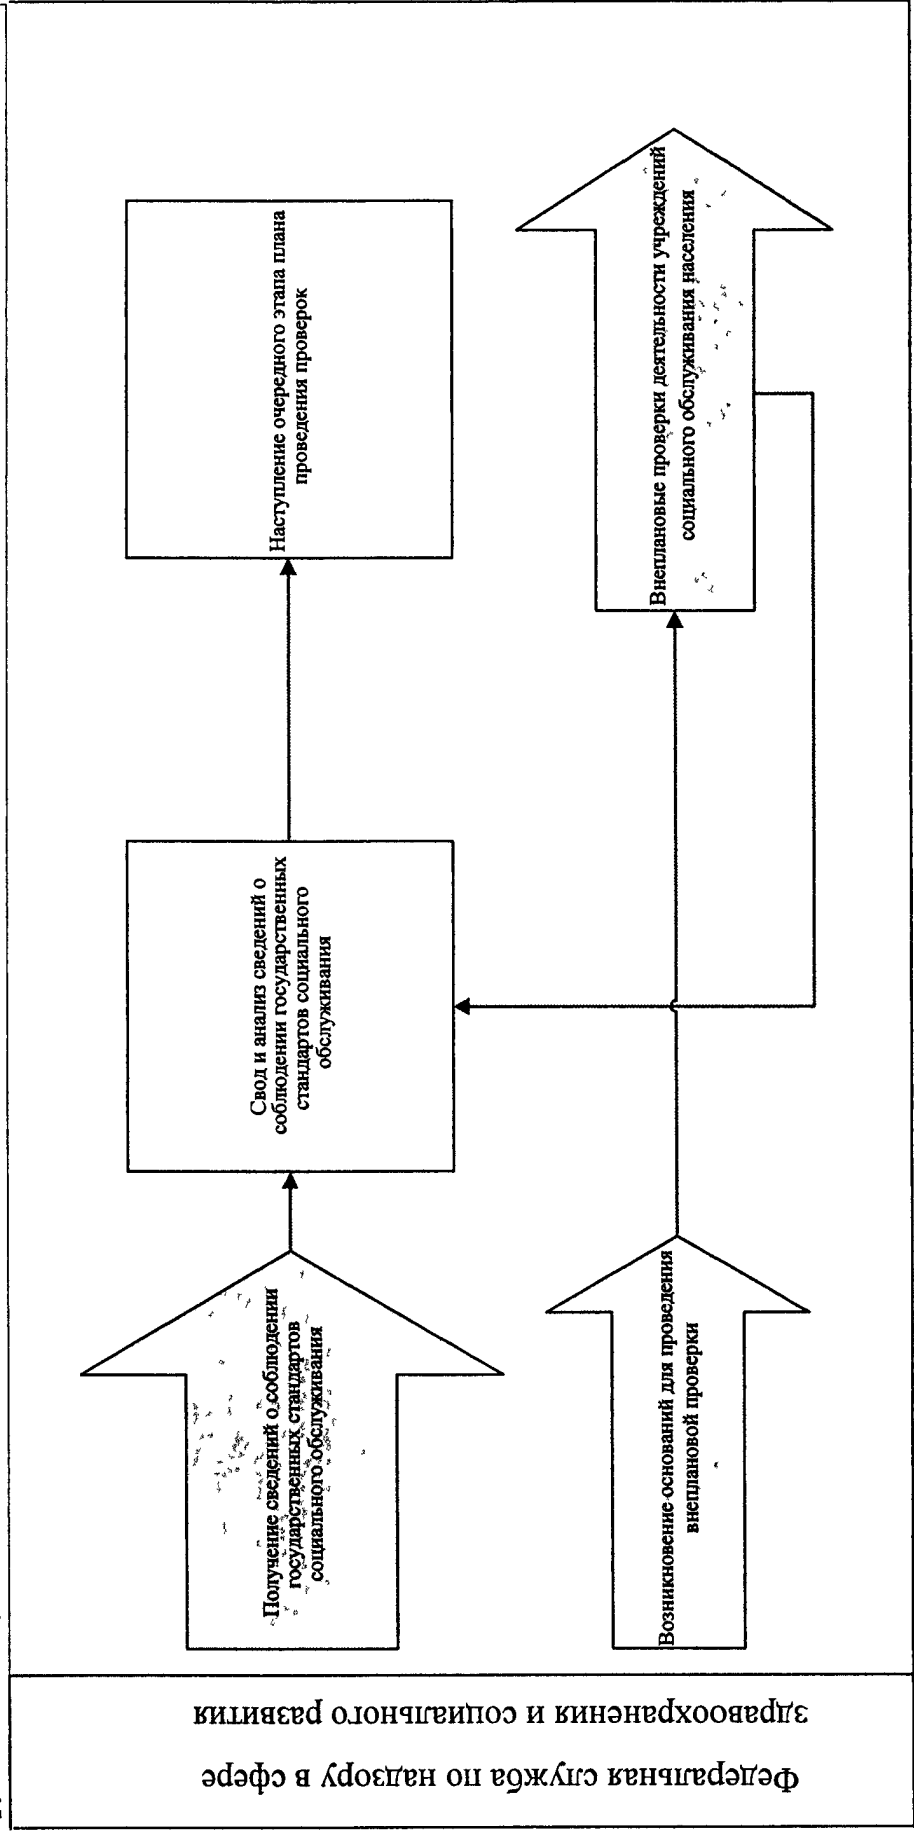 Федеральная служба по надзору в сфере
здравоохранения и социального развития
Получение сведений о соблюдении
государственных стандартов
социального обслуживания
Свод и анализ сведений о
соблюдении государственных
стандартов социального
обслуживания
Наступление очередного этапа плана
проведения проверок
Возникновение оснований для проведения
внеплановой проверки
Внеплановые проверки деятельности учреждений
социального обслуживания населения